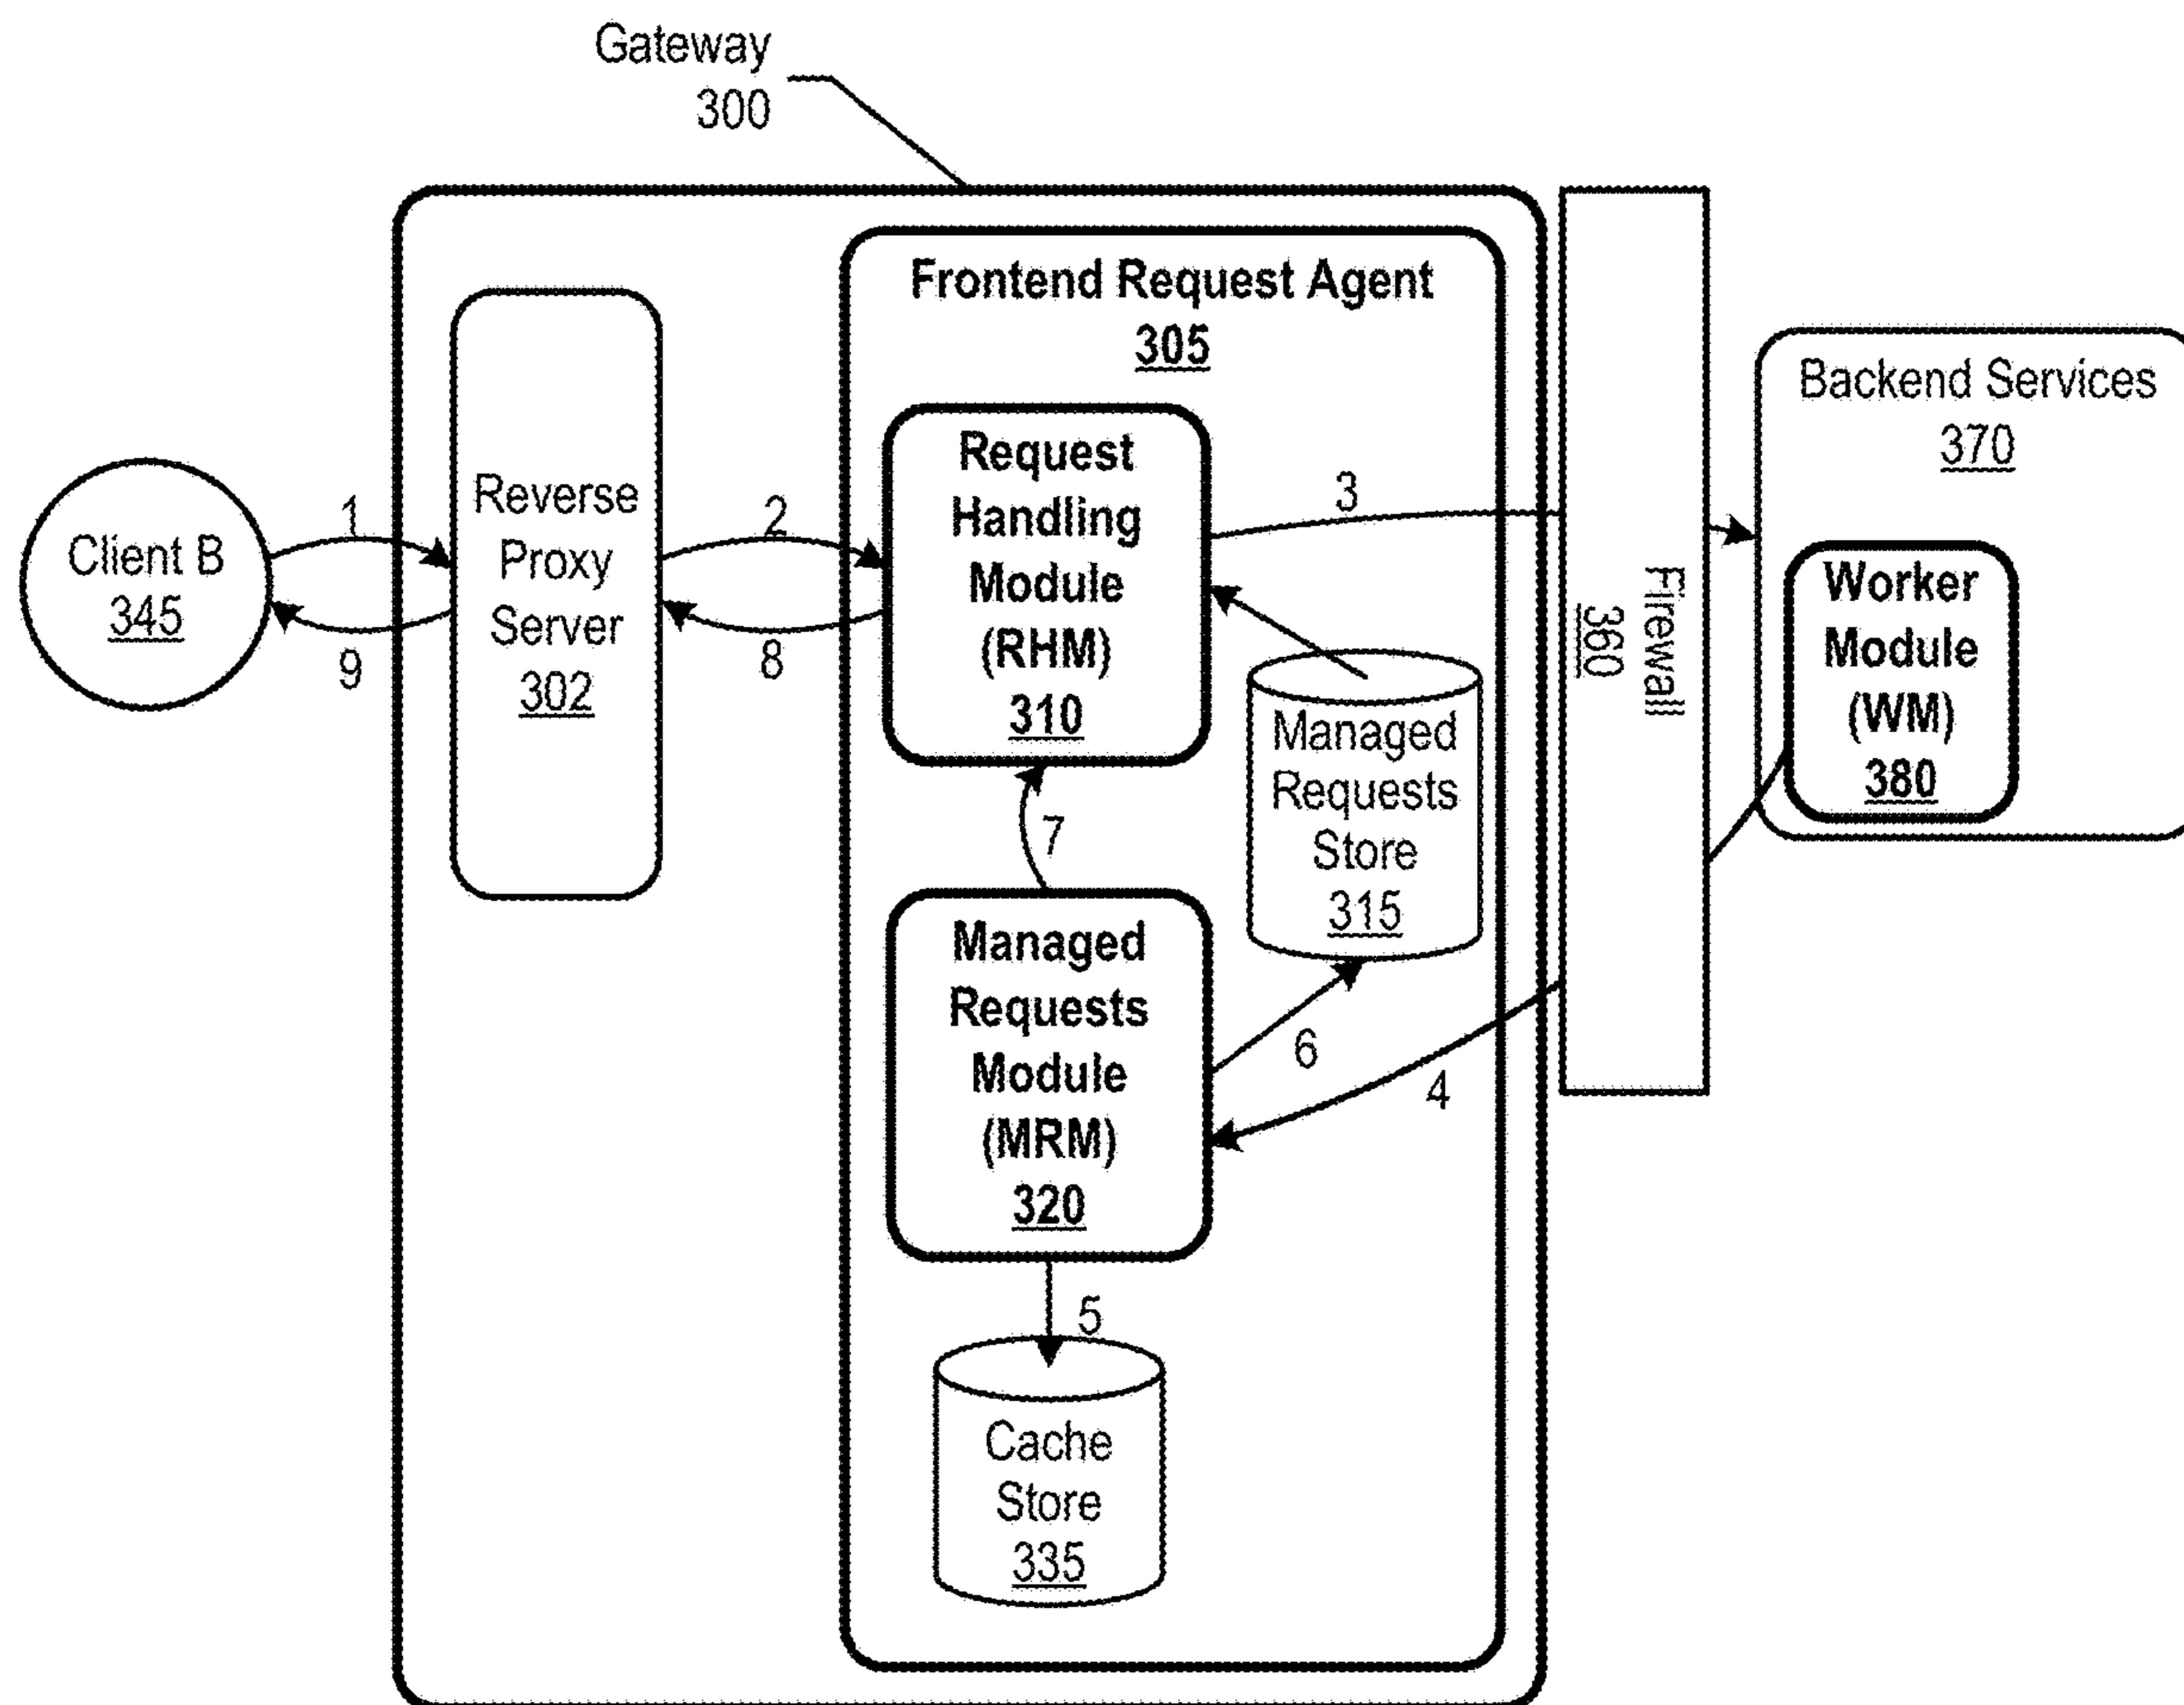 Gateway
300
Frontend Request Agent
305
Backend Services
370
Request
Handling
Module
(RHM)
310
Reverse
Proxy
Server
302
Client B
345
1
2
3
9
8
Firewall
360
Worker
Module
(WM)
380
Managed
Requests
Store
315
7
Managed
Requests
Module
(MRM)
320
6
4
5
Cache
Store
335